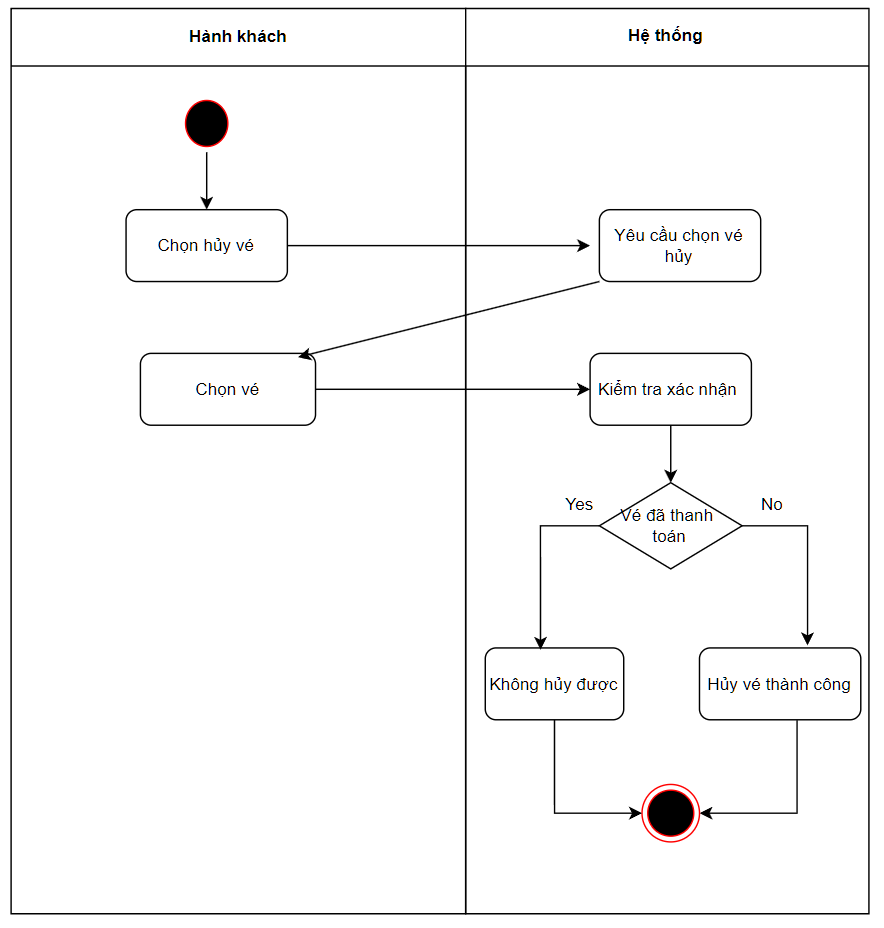 Hành khách
Hệ thống
Chọn hủy vé
Yêu cầu chọn vé
hủy
Chọn vé
Kiểm tra xác nhận
Yes
No
Vé đã thanh
toán
Không hủy được
Hủy vé thành công